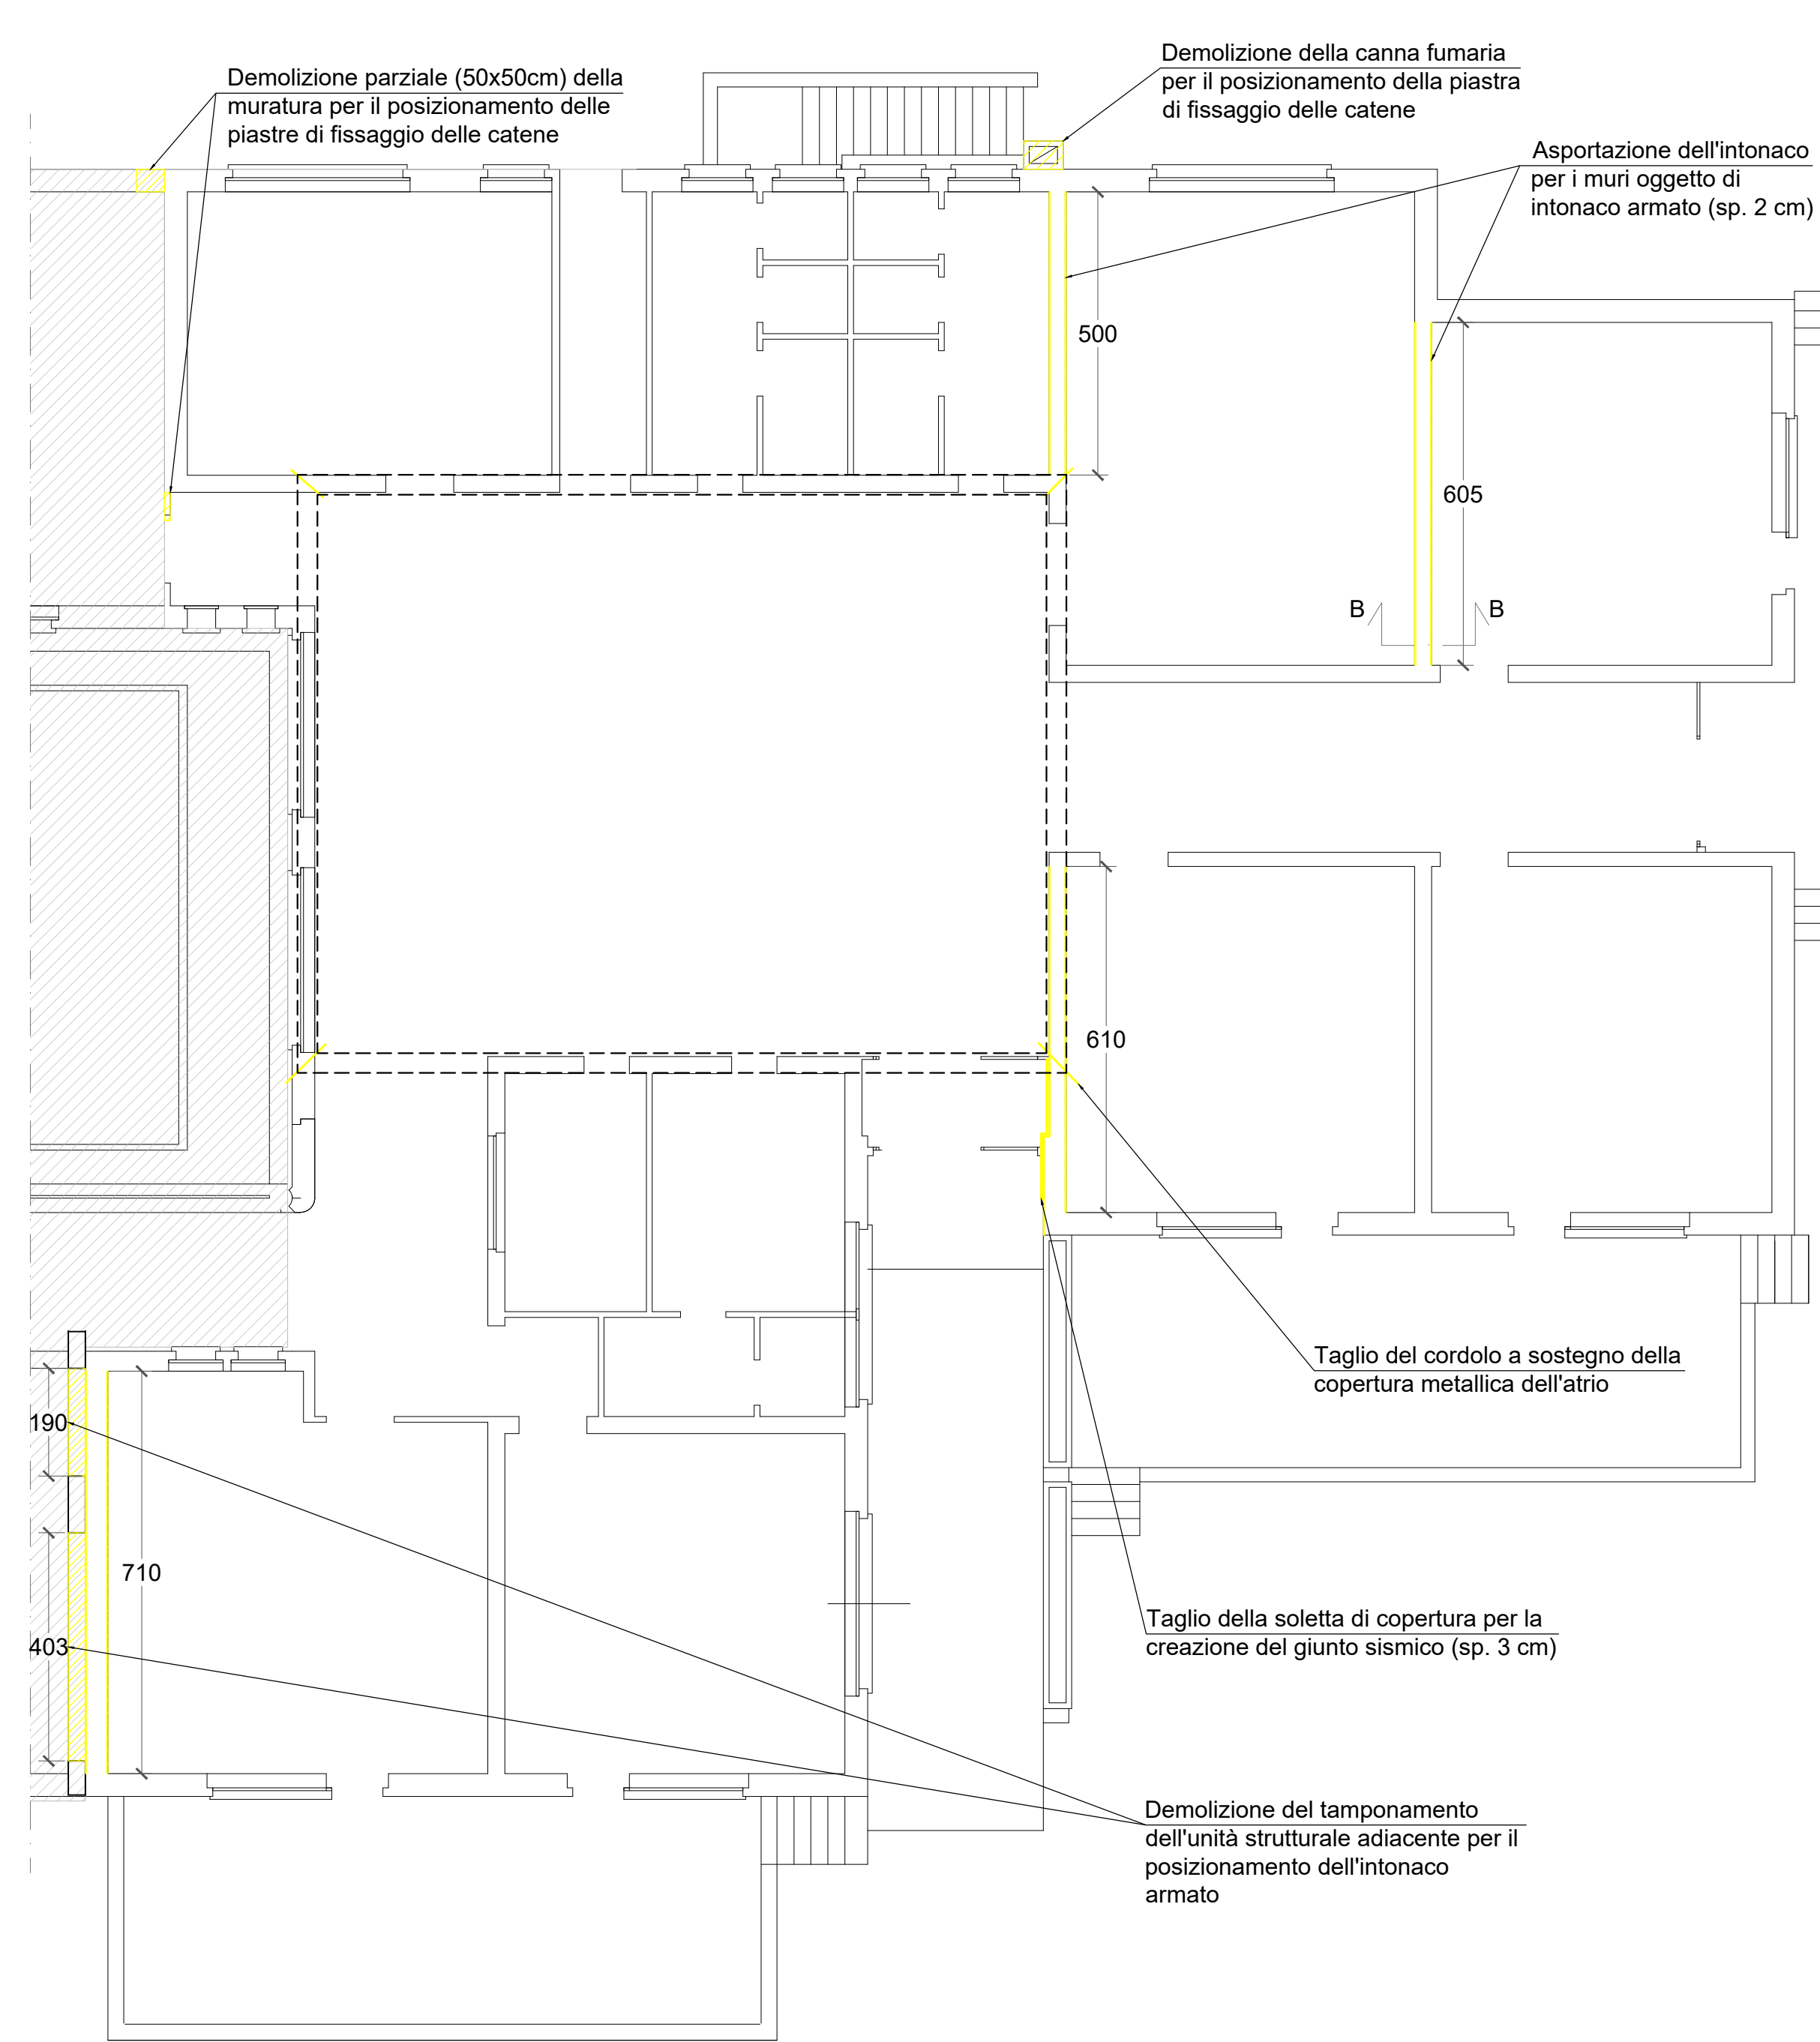 Demolizione della canna fumaria
per il posizionamento della piastra
di fissaggio delle catene
Demolizione parziale (50x50cm) della
muratura per il posizionamento delle
piastre di fissaggio delle catene
Asportazione dell'intonaco
per i muri oggetto di
intonaco armato (sp. 2 cm)
500
605
B
B
610
Taglio del cordolo a sostegno della
copertura metallica dell'atrio
190
710
Taglio della soletta di copertura per la
creazione del giunto sismico (sp. 3 cm)
403
Demolizione del tamponamento
dell'unità strutturale adiacente per il
posizionamento dell'intonaco
armato